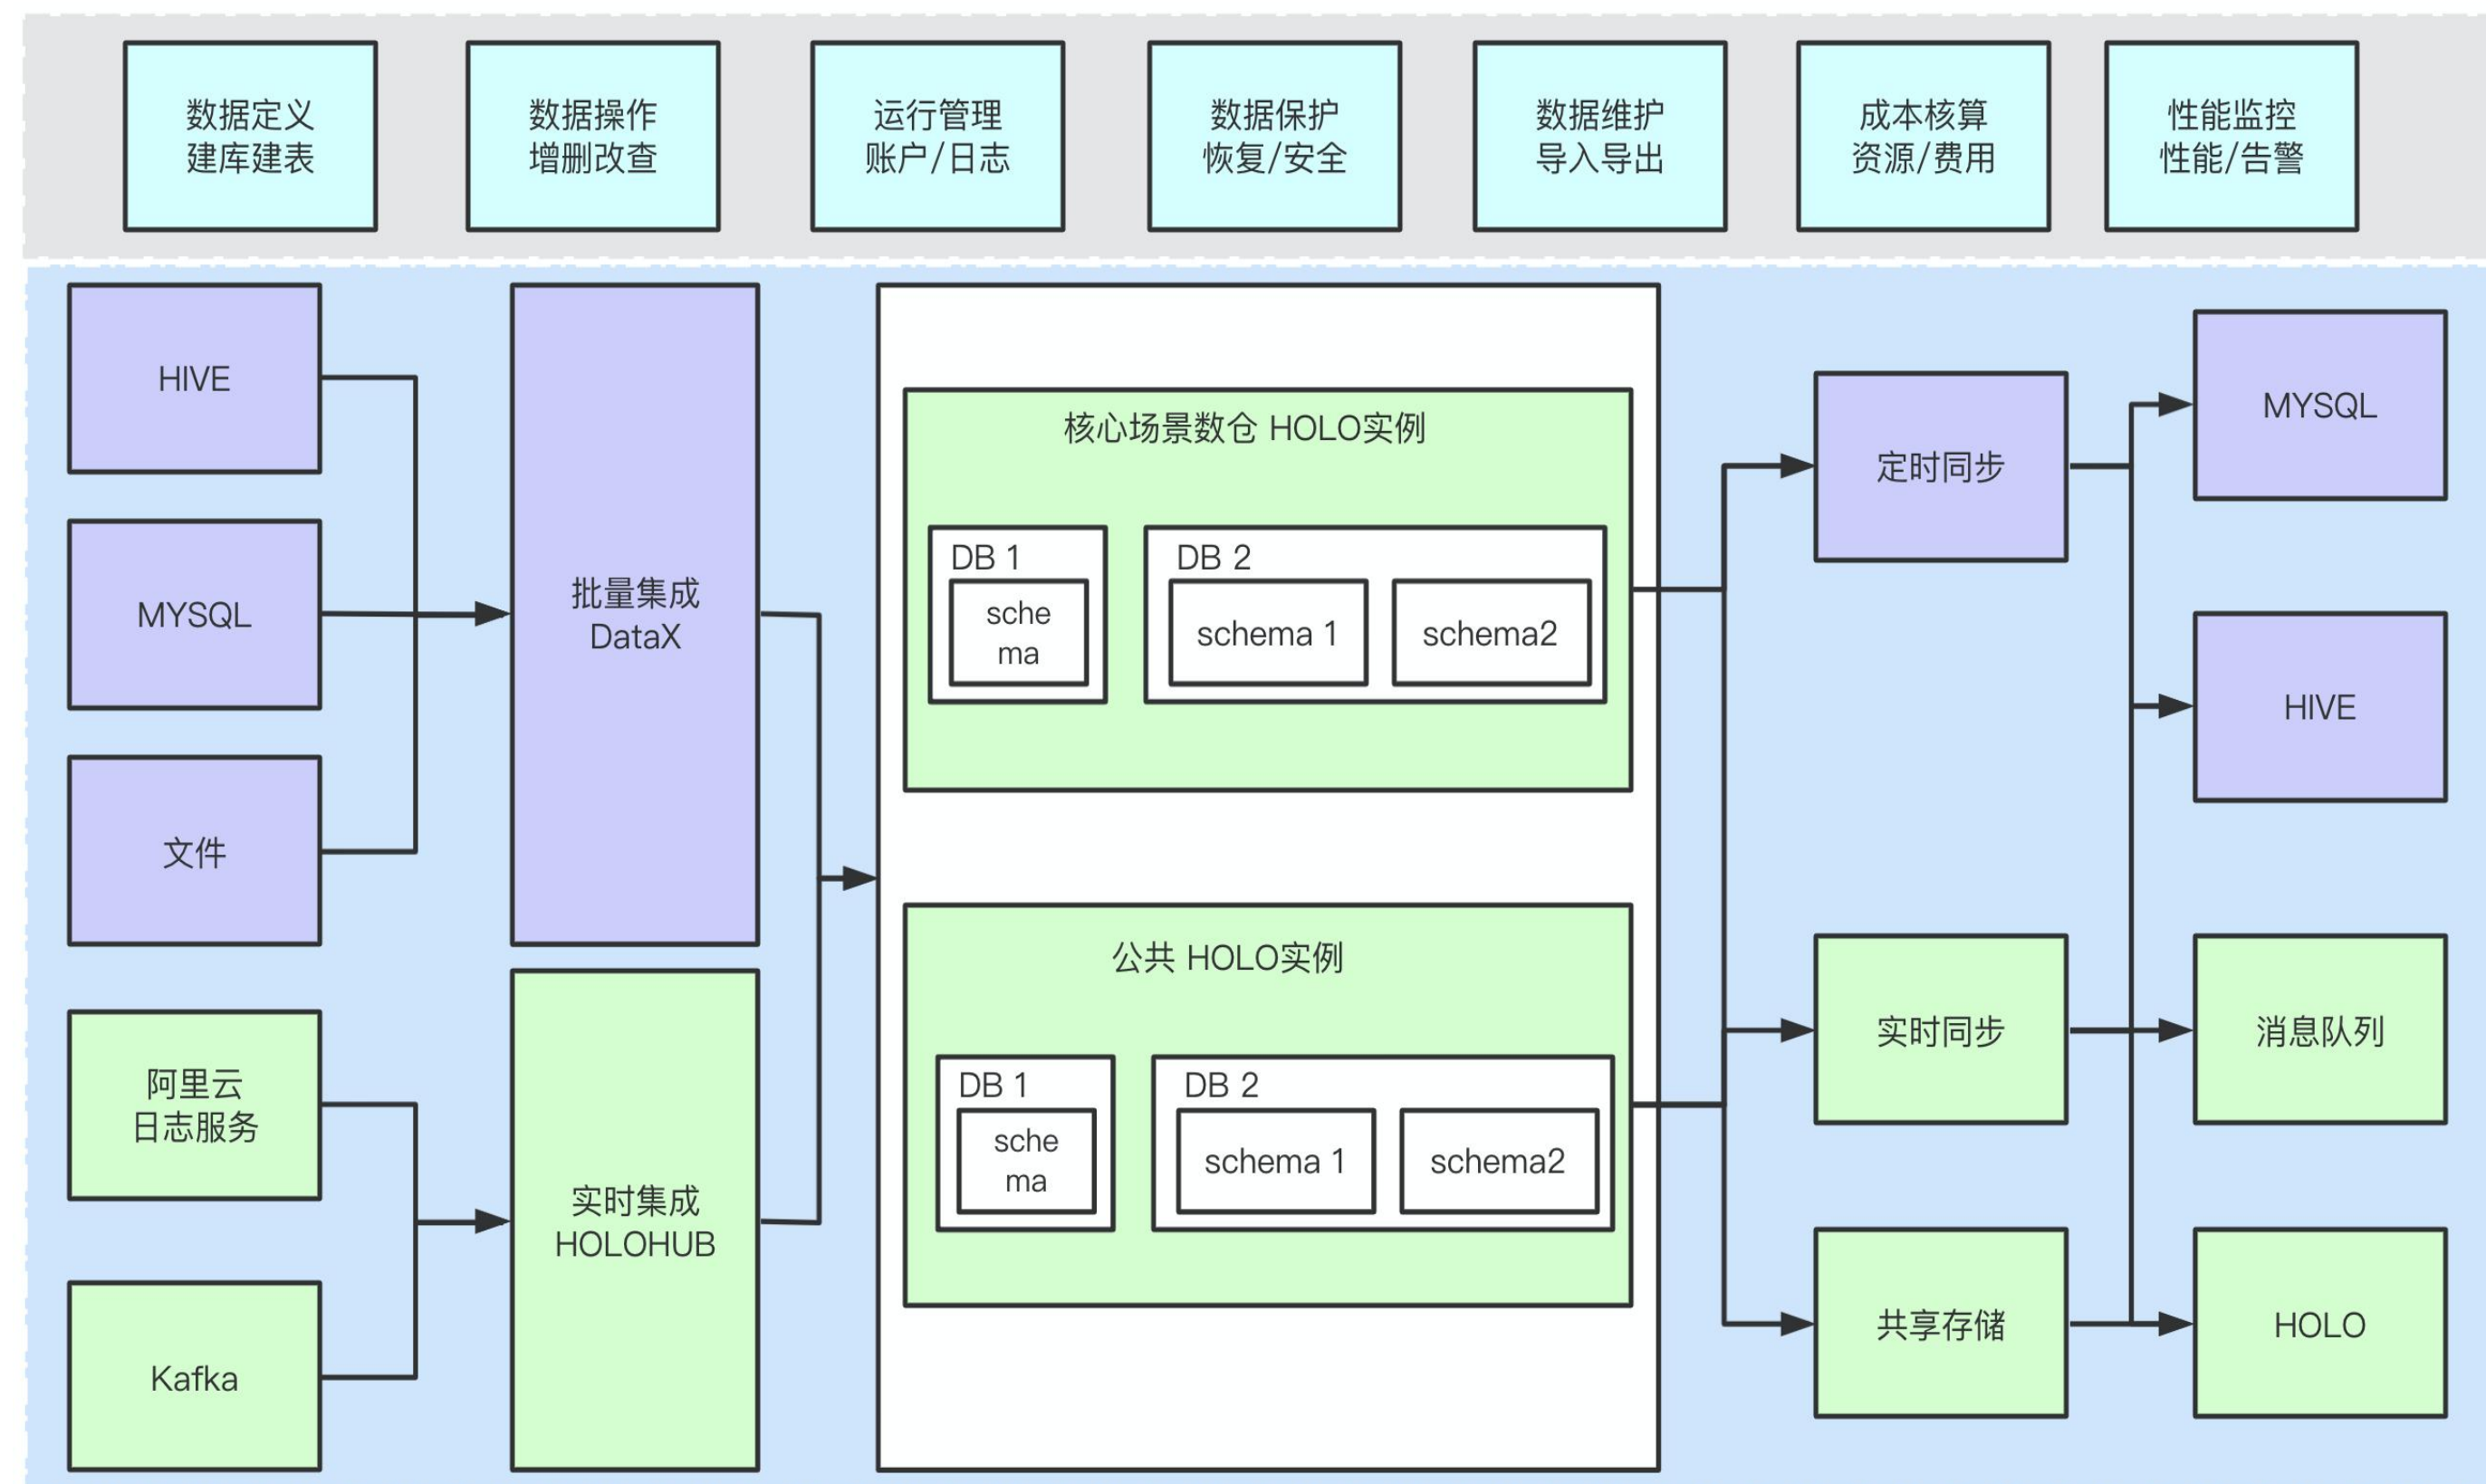 数据定义
建库建表
数据操作
增删改查
运行管理
账户/日志
数据保护
恢复/安全
数据维护
导入导出
成本核算
资源/费用
性能监控
性能/告警
HIVE
MYSQL
文件
阿里云
日志服务
Kafka
批量集成
DataX
实时集成
HOLOHUB
核心场景数仓 HOLO实例
DB 1
sche
ma
DB 2
schema 1
schema2
公共 HOLO实例
DB 1
sche
ma
DB 2
schema 1
schema2
定时同步
实时同步
共享存储
MYSQL
HIVE
消息队列
HOLO